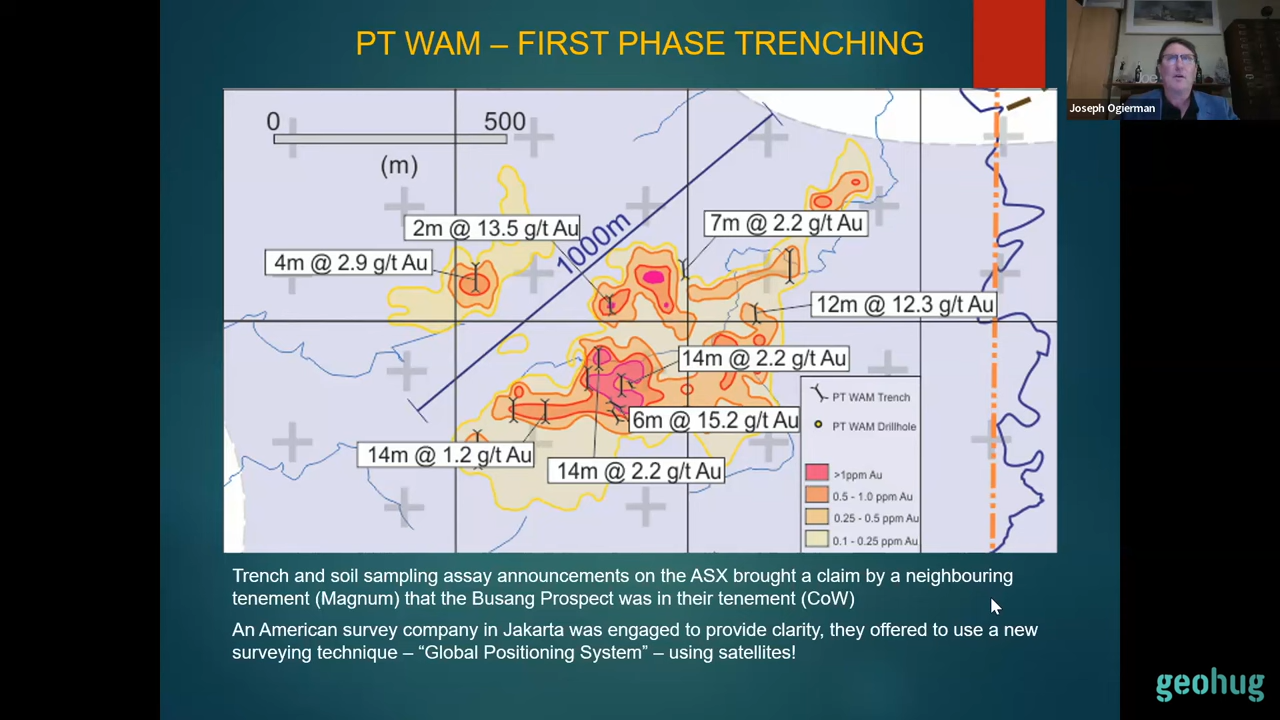 PT WAM – FIRST PHASE TRENCHING
Joseph Ogierman
0 500
(m)
1000m
2m @ 13.5 g/t Au
7m @ 2.2 g/t Au
4m @ 2.9 g/t Au
12m @ 12.3 g/t Au
14m @ 2.2 g/t Au
6m @ 15.2 g/t Au
14m @ 1.2 g/t Au
14m @ 2.2 g/t Au
PT WAM Trench
PT WAM Drillhole
>1ppm Au
0.5 - 1.0 ppm Au
0.25 - 0.5 ppm Au
0.1 - 0.25 ppm Au
Trench and soil sampling assay announcements on the ASX brought a claim by a neighbouring
tenement (Magnum) that the Busang Prospect was in their tenement (CoW)
An American survey company in Jakarta was engaged to provide clarity, they offered to use a new
surveying technique – “Global Positioning System” – using satellites!
geohug